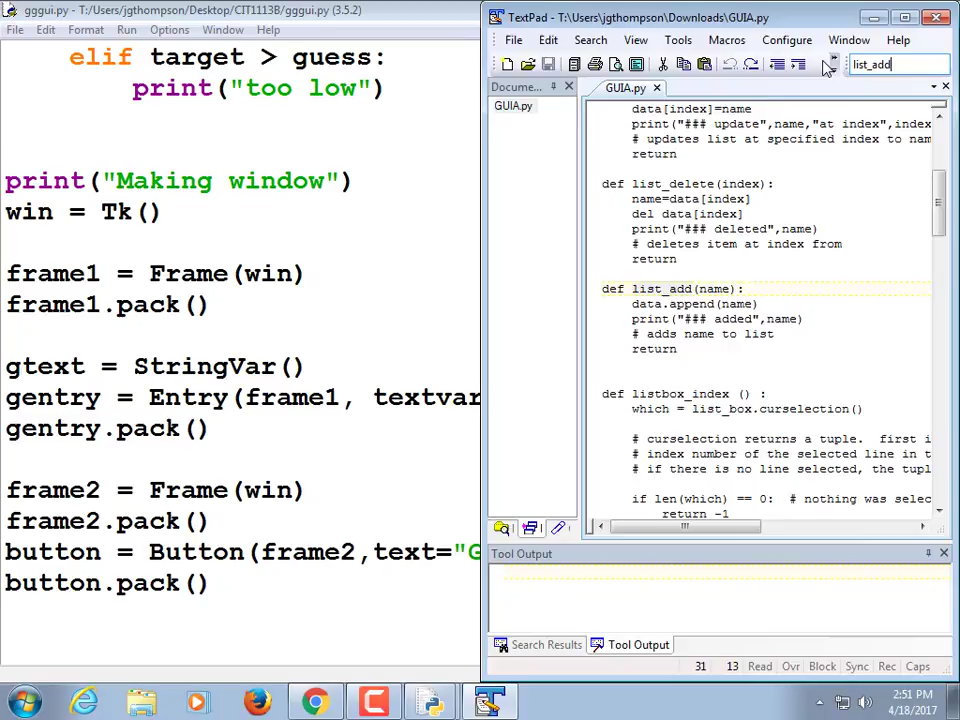 gggui.py - T:/Users/jgthompson/Desktop/CIT1113B/gggui.py (3.5.2)
File Edit Format Run Options Window Help
elif target > guess:
print("too low")
print("Making window")
win = Tk()
frame1 = Frame(win)
frame1.pack()
gtext = StringVar()
gentry = Entry(frame1, textvar
gentry.pack()
frame2 = Frame(win)
frame2.pack()
button = Button(frame2,text="G
button.pack()
TextPad - T:\Users\jgthompson\Downloads\GUIA.py
File Edit Search View Tools Macros Configure Window Help
list_add
Docume...
GUIA.py
GUIA.py
data[index]=name
print("### update",name,"at index",index
# updates list at specified index to nam
return
def list_delete(index):
name=data[index]
del data[index]
print("### deleted",name)
# deletes item at index from
return
def list_add(name):
data.append(name)
print("### added",name)
# adds name to list
return
def listbox_index () :
which = list_box.curselection()
# curselection returns a tuple.  first i
# index number of the selected line in t
# if there is no line selected, the tupl
if len(which) == 0:  # nothing was selec
return -1
Tool Output
Search Results Tool Output
31 13 Read Ovr Block Sync Rec Caps
2:51 PM
4/18/2017